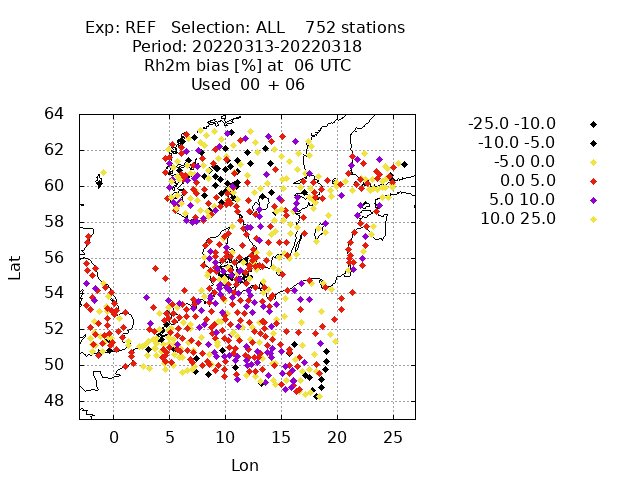 Exp: REF   Selection: ALL    752 stations
Period: 20220313-20220318
Rh2m bias [%] at  06 UTC
Used  00 + 06
-25.0 -10.0
-10.0 -5.0
-5.0 0.0
0.0 5.0
5.0 10.0
10.0 25.0
64
62
60
58
56
54
52
50
48
Lat
0 5 10 15 20 25
Lon